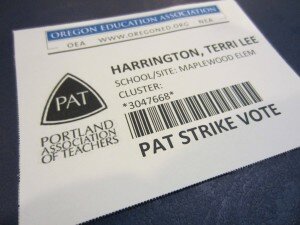 OREGON EDUCATION ASSOCIATION
OEA WWW.OREGONED.ORG NEA
HARRINGTON, TERRI LEE
SCHOOL/SITE: MAPLEWOOD ELEM
CLUSTER:
*3047668*
PAT
PORTLAND
ASSOCIATION
OF TEACHERS
PAT STRIKE VOTE